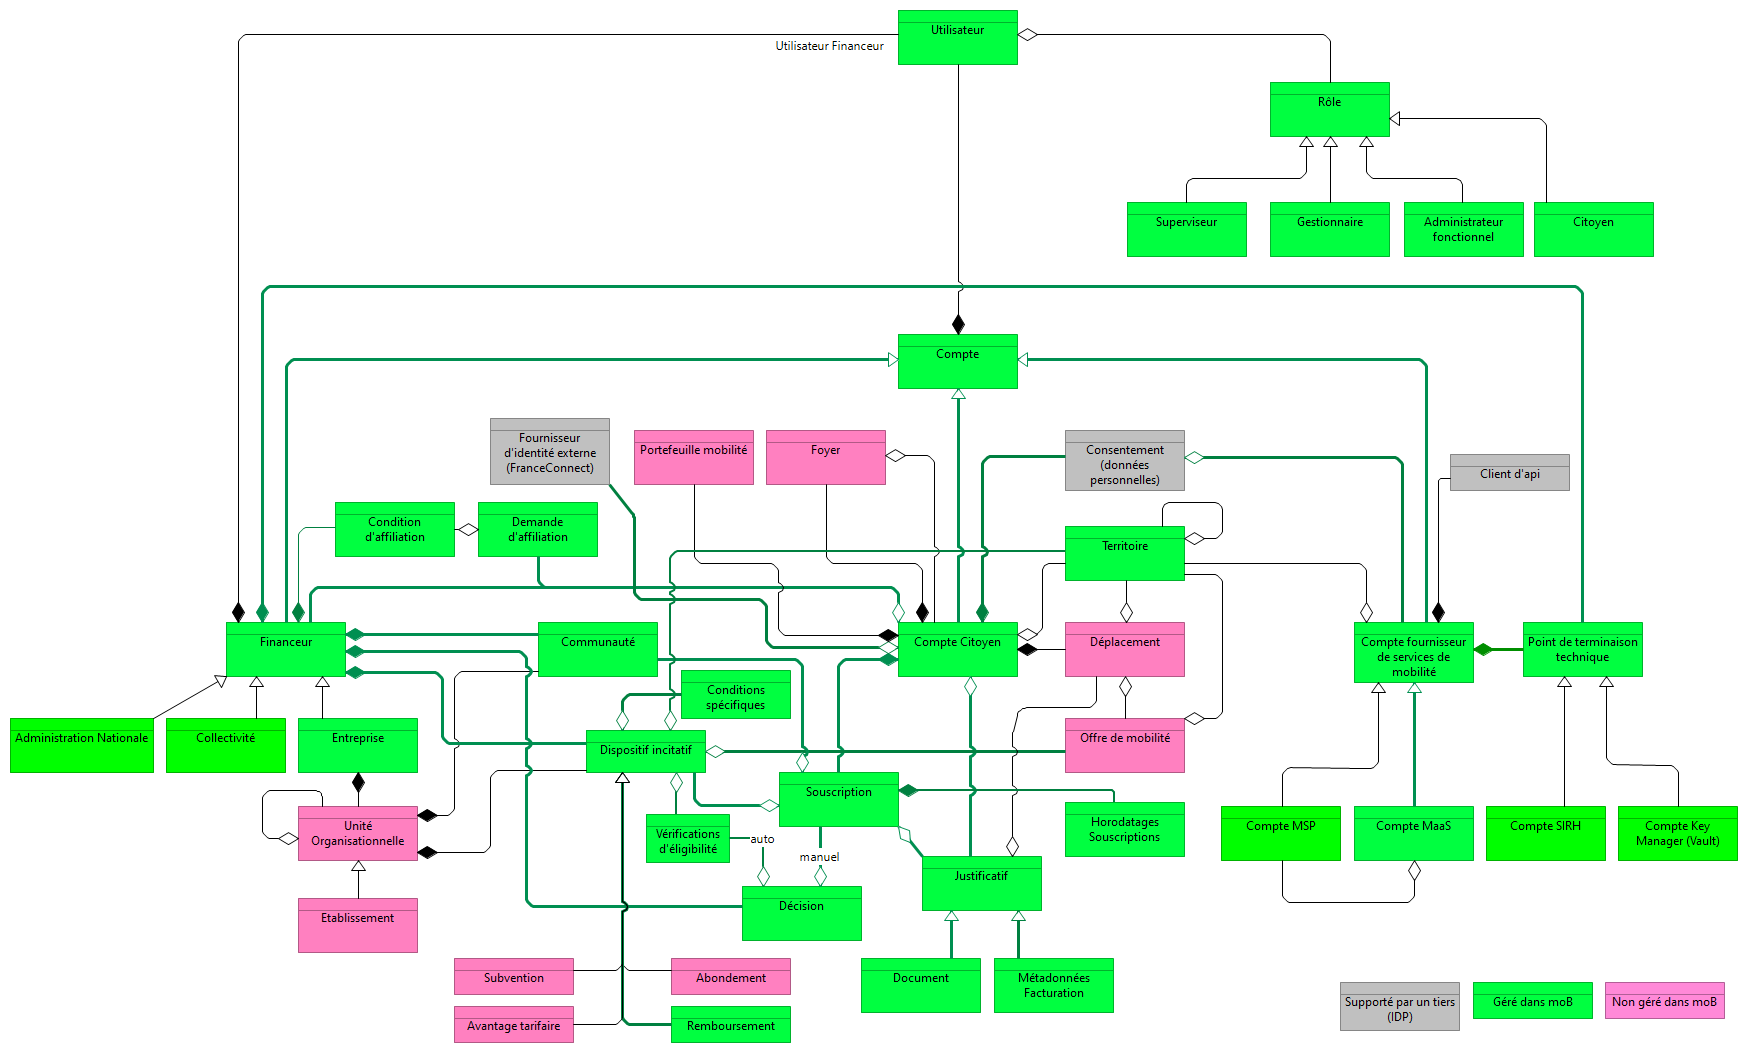 Utilisateur
Utilisateur Financeur
Rôle
Superviseur
Gestionnaire
Administrateur
fonctionnel
Citoyen
Compte
Fournisseur
d'identité externe
(FranceConnect)
Portefeuille mobilité
Foyer
Consentement
(données
personnelles)
Client d'api
Condition
d'affiliation
Demande
d'affiliation
Territoire
Financeur
Communauté
Compte Citoyen
Déplacement
Compte fournisseur
de services de
mobilité
Point de terminaison
technique
Conditions
spécifiques
Administration Nationale
Collectivité
Entreprise
Dispositif incitatif
Offre de mobilité
Souscription
Horodatages
Souscriptions
Unité
Organisationnelle
Vérifications
d'éligibilité
auto
manuel
Compte MSP
Compte MaaS
Compte SIRH
Compte Key
Manager (Vault)
Justificatif
Décision
Etablissement
Subvention
Abondement
Document
Métadonnées
Facturation
Avantage tarifaire
Remboursement
Supporté par un tiers
(IDP)
Géré dans moB
Non géré dans moB